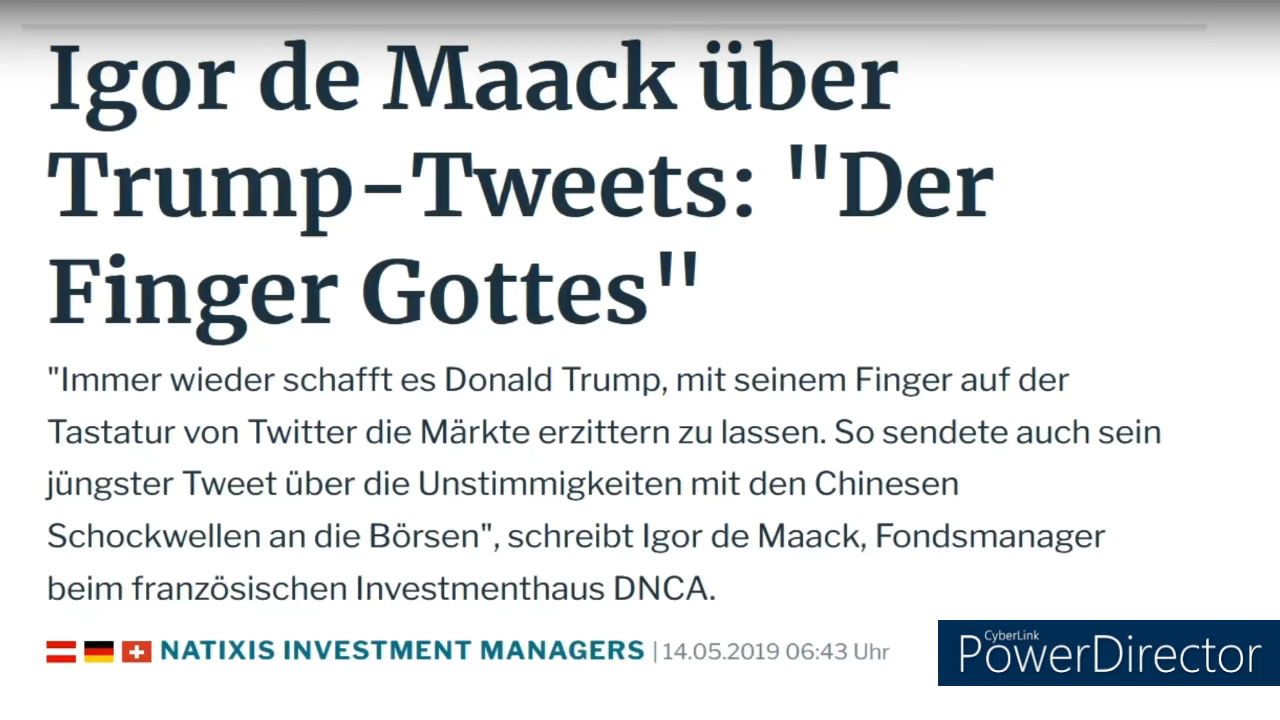 Igor de Maack über
Trump-Tweets: "Der
Finger Gottes"
"Immer wieder schafft es Donald Trump, mit seinem Finger auf der
Tastatur von Twitter die Märkte erzittern zu lassen. So sendete auch sein
jüngster Tweet über die Unstimmigkeiten mit den Chinesen
Schockwellen an die Börsen", schreibt Igor de Maack, Fondsmanager
beim französischen Investmenthaus DNCA.
NATIXIS INVESTMENT MANAGERS | 14.05.2019 06:43 Uhr
CyberLink
PowerDirector